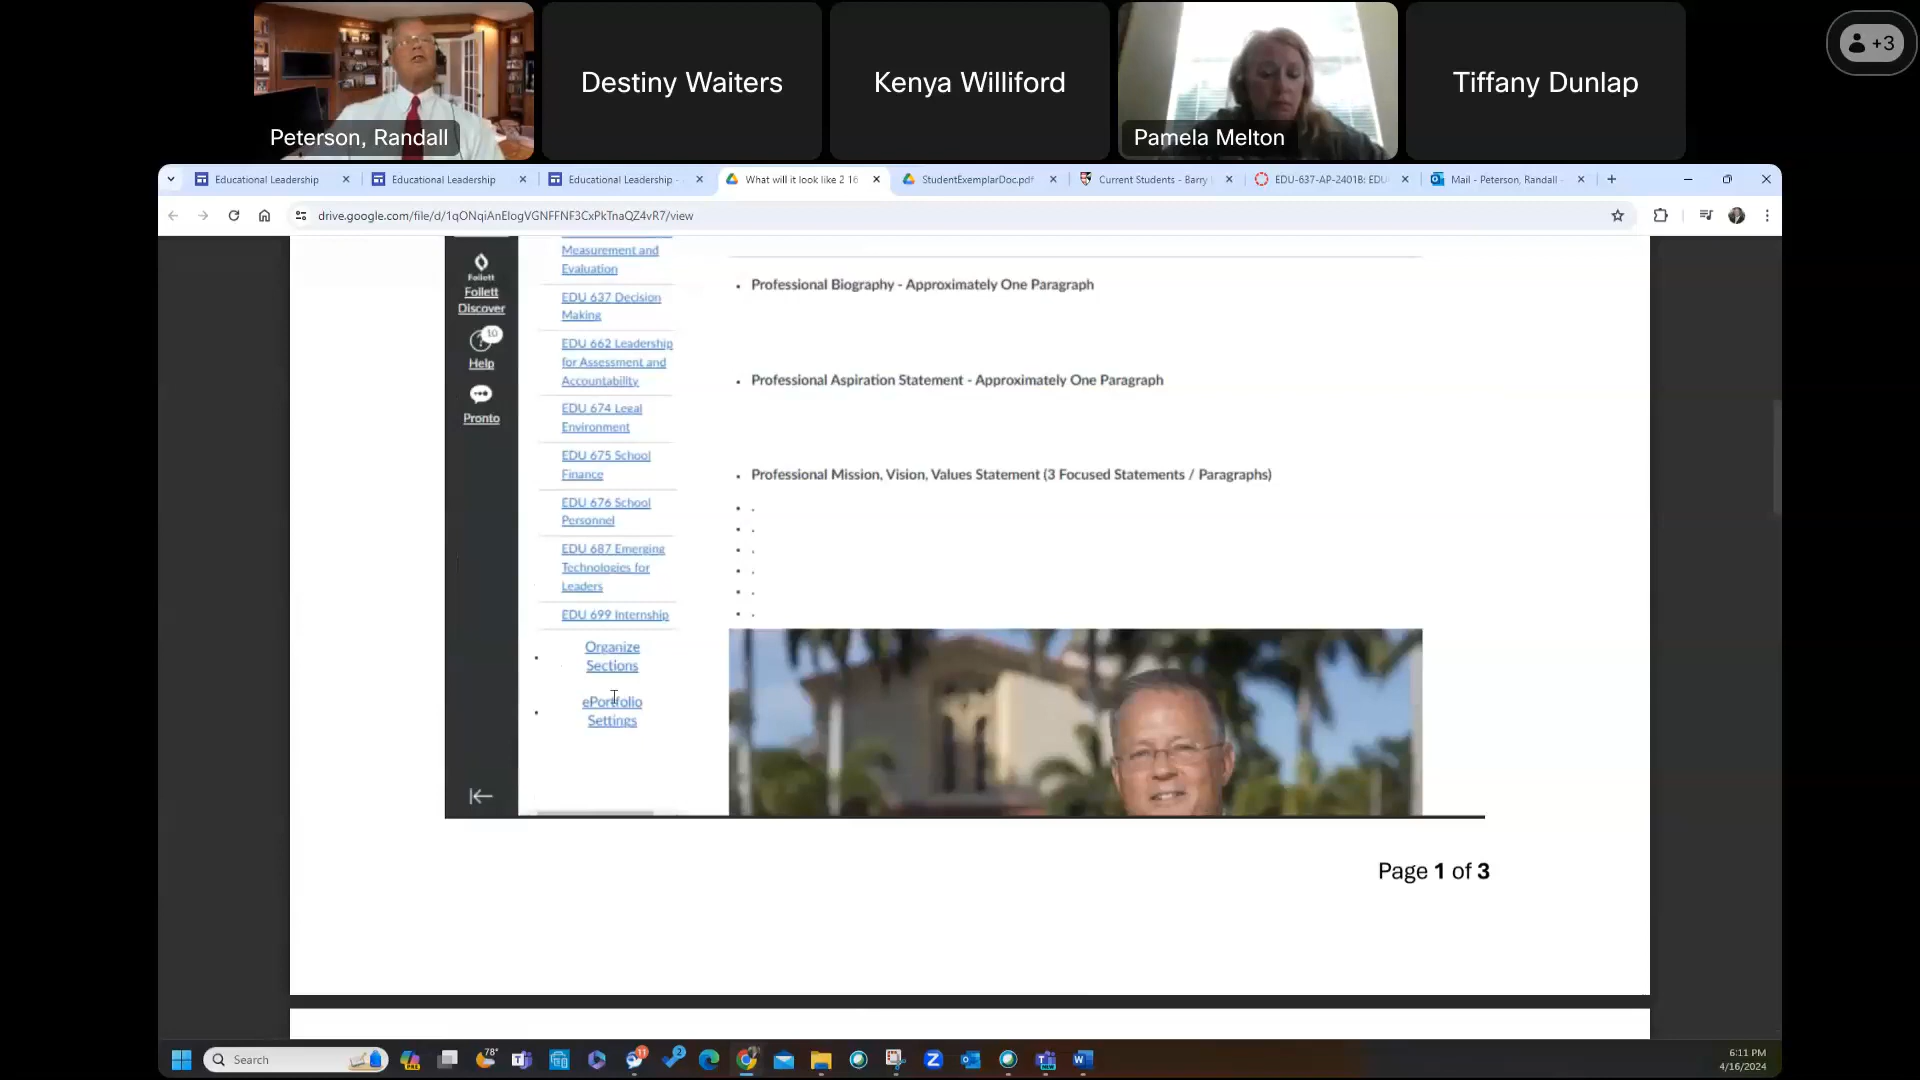 +3
Destiny Waiters
Kenya Williford
Tiffany Dunlap
Peterson, Randall
Pamela Melton
Educational Leadership
Educational Leadership
Educational Leadership -
What will it look like 2 16
StudentExemplarDoc.pdf
Current Students - Barry
EDU-637-AP-2401B: EDU
Mail - Peterson, Randall -
drive.google.com/file/d/1qONqiAnElogVGNFFNF3CxPkTnaQZ4vR7/view
Follett
Follett
Discover
10
Help
Pronto
Measurement and
Evaluation
EDU 637 Decision
Making
EDU 662 Leadership
for Assessment and
Accountability
EDU 674 Legal
Environment
EDU 675 School
Finance
EDU 676 School
Personnel
EDU 687 Emerging
Technologies for
Leaders
EDU 699 Internship
Organize
Sections
ePortfolio
Settings
• Professional Biography - Approximately One Paragraph
• Professional Aspiration Statement - Approximately One Paragraph
• Professional Mission, Vision, Values Statement (3 Focused Statements / Paragraphs)
• .
• .
• .
• .
• .
• .
Page 1 of 3
Search
78°
2
6:11 PM
4/16/2024